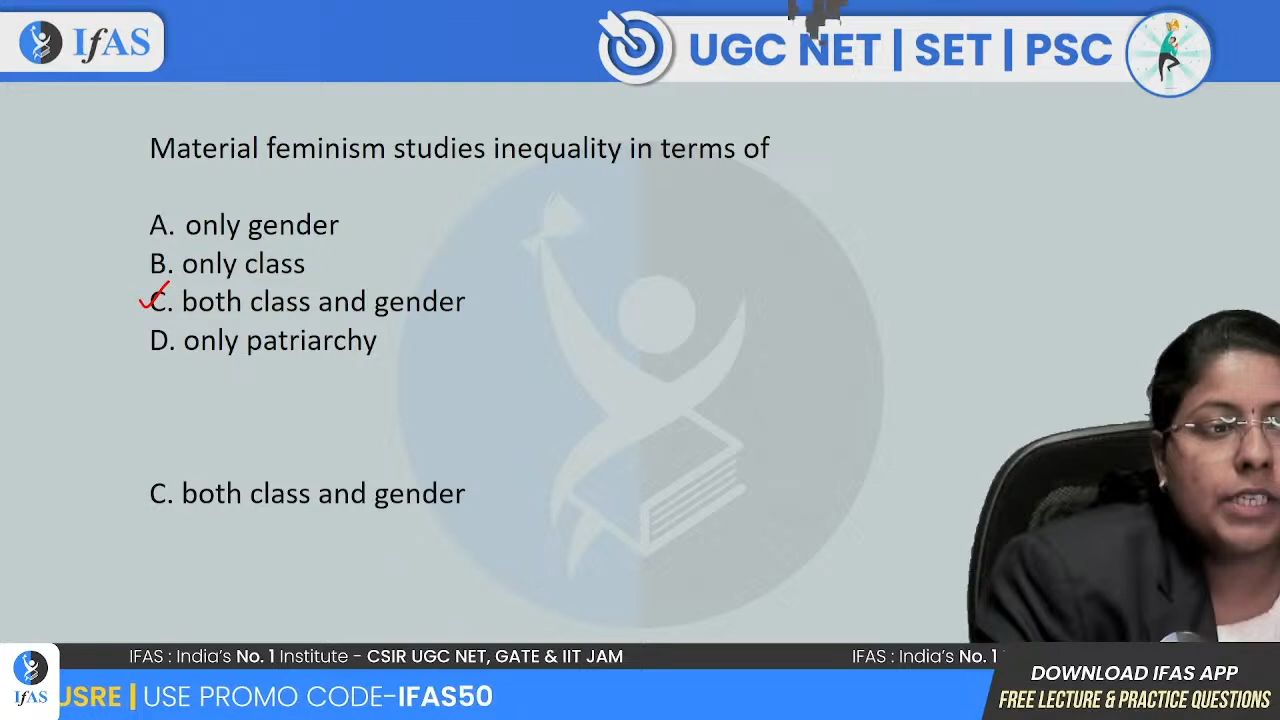 IfAS
UGC NET | SET | PSC
Material feminism studies inequality in terms of
A. only gender
B. only class
C. both class and gender
D. only patriarchy
C. both class and gender
IFAS : India's No. 1 Institute - CSIR UGC NET, GATE & IIT JAM
IFAS : India's No. 1
DOWNLOAD IFAS APP
FREE LECTURE & PRACTICE QUESTIONS
IfAS
USRE | USE PROMO CODE-IFAS50